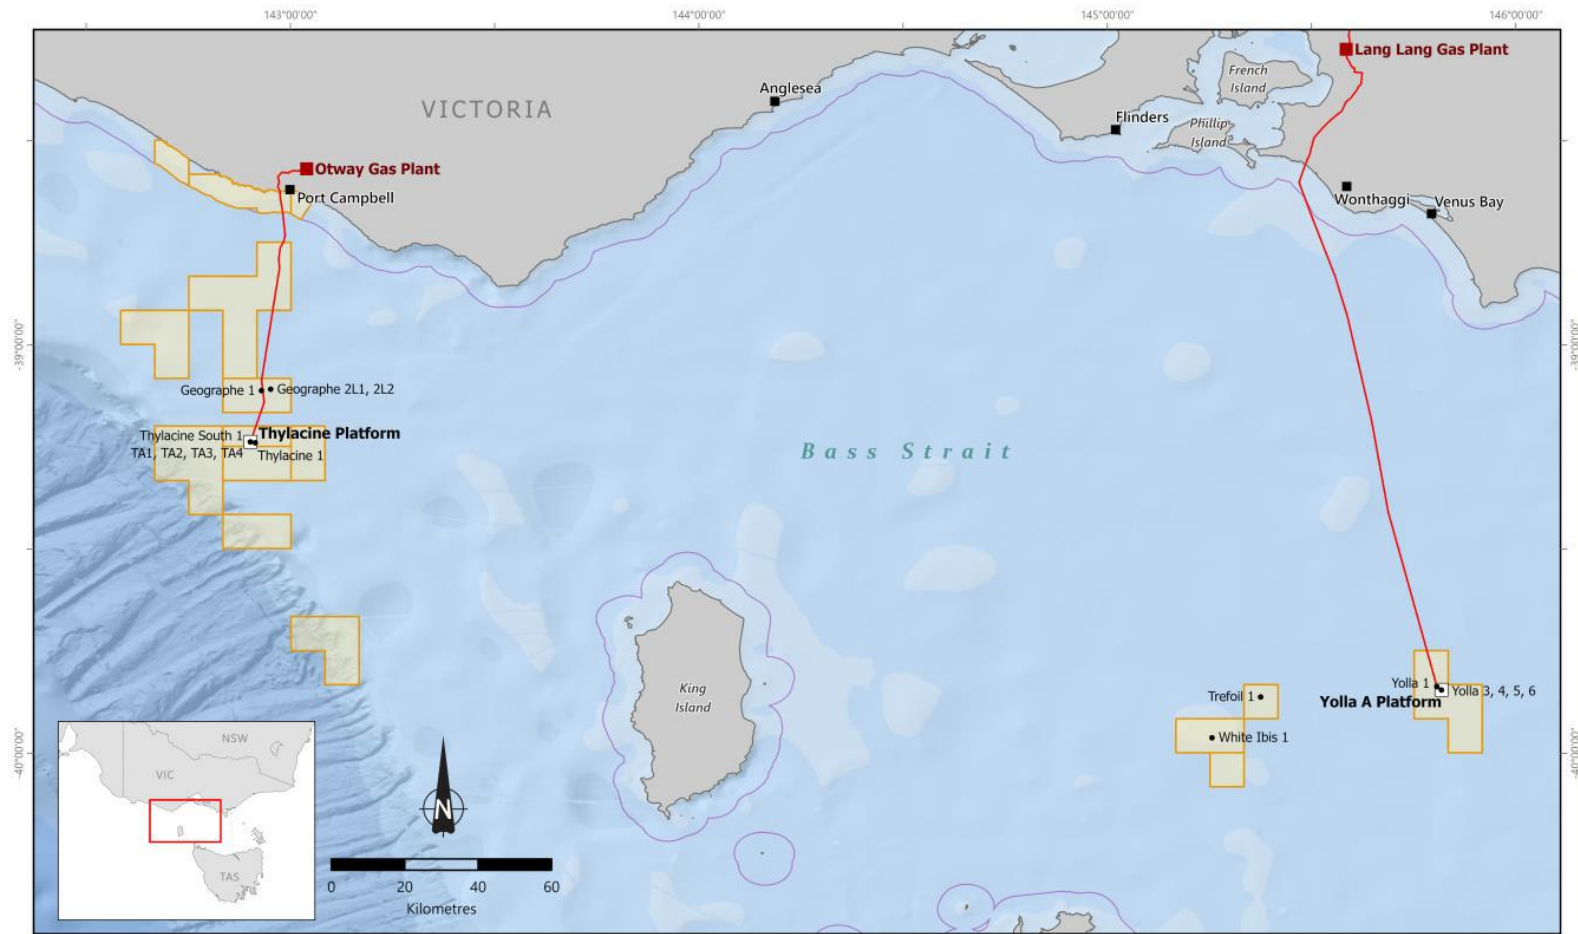 143°00'00"
144°00'00"
145°00'00"
146°00'00"
Lang Lang Gas Plant
French
Island
Anglesea
VICTORIA
Flinders
Phillip
Island
Otway Gas Plant
Port Campbell
Wonthaggi
Venus Bay
-39°00'00"
-39°00'00"
Geographe 1
Geographe 2L1, 2L2
Thylacine South 1
Thylacine Platform
TA1, TA2, TA3, TA4
Thylacine 1
Bass Strait
King
Island
Yolla 1
Yolla 3, 4, 5, 6
Trefoil 1
Yolla A Platform
White Ibis 1
-40°00'00"
-40°00'00"
NSW
VIC
TAS
N
0 20 40 60
Kilometres